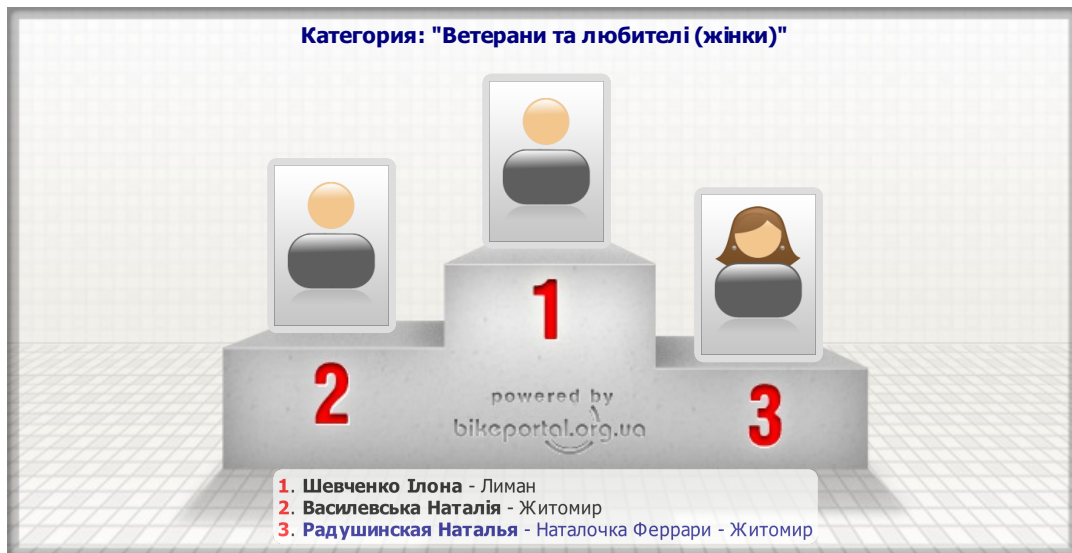 Категория: "Ветерани та любителі (жінки)"
1
2
3
powered by
bikeportal.org.ua
1. Шевченко Ілона - Лиман
2. Василевська Наталія - Житомир
3. Радушинская Наталья - Наталочка Феррари - Житомир